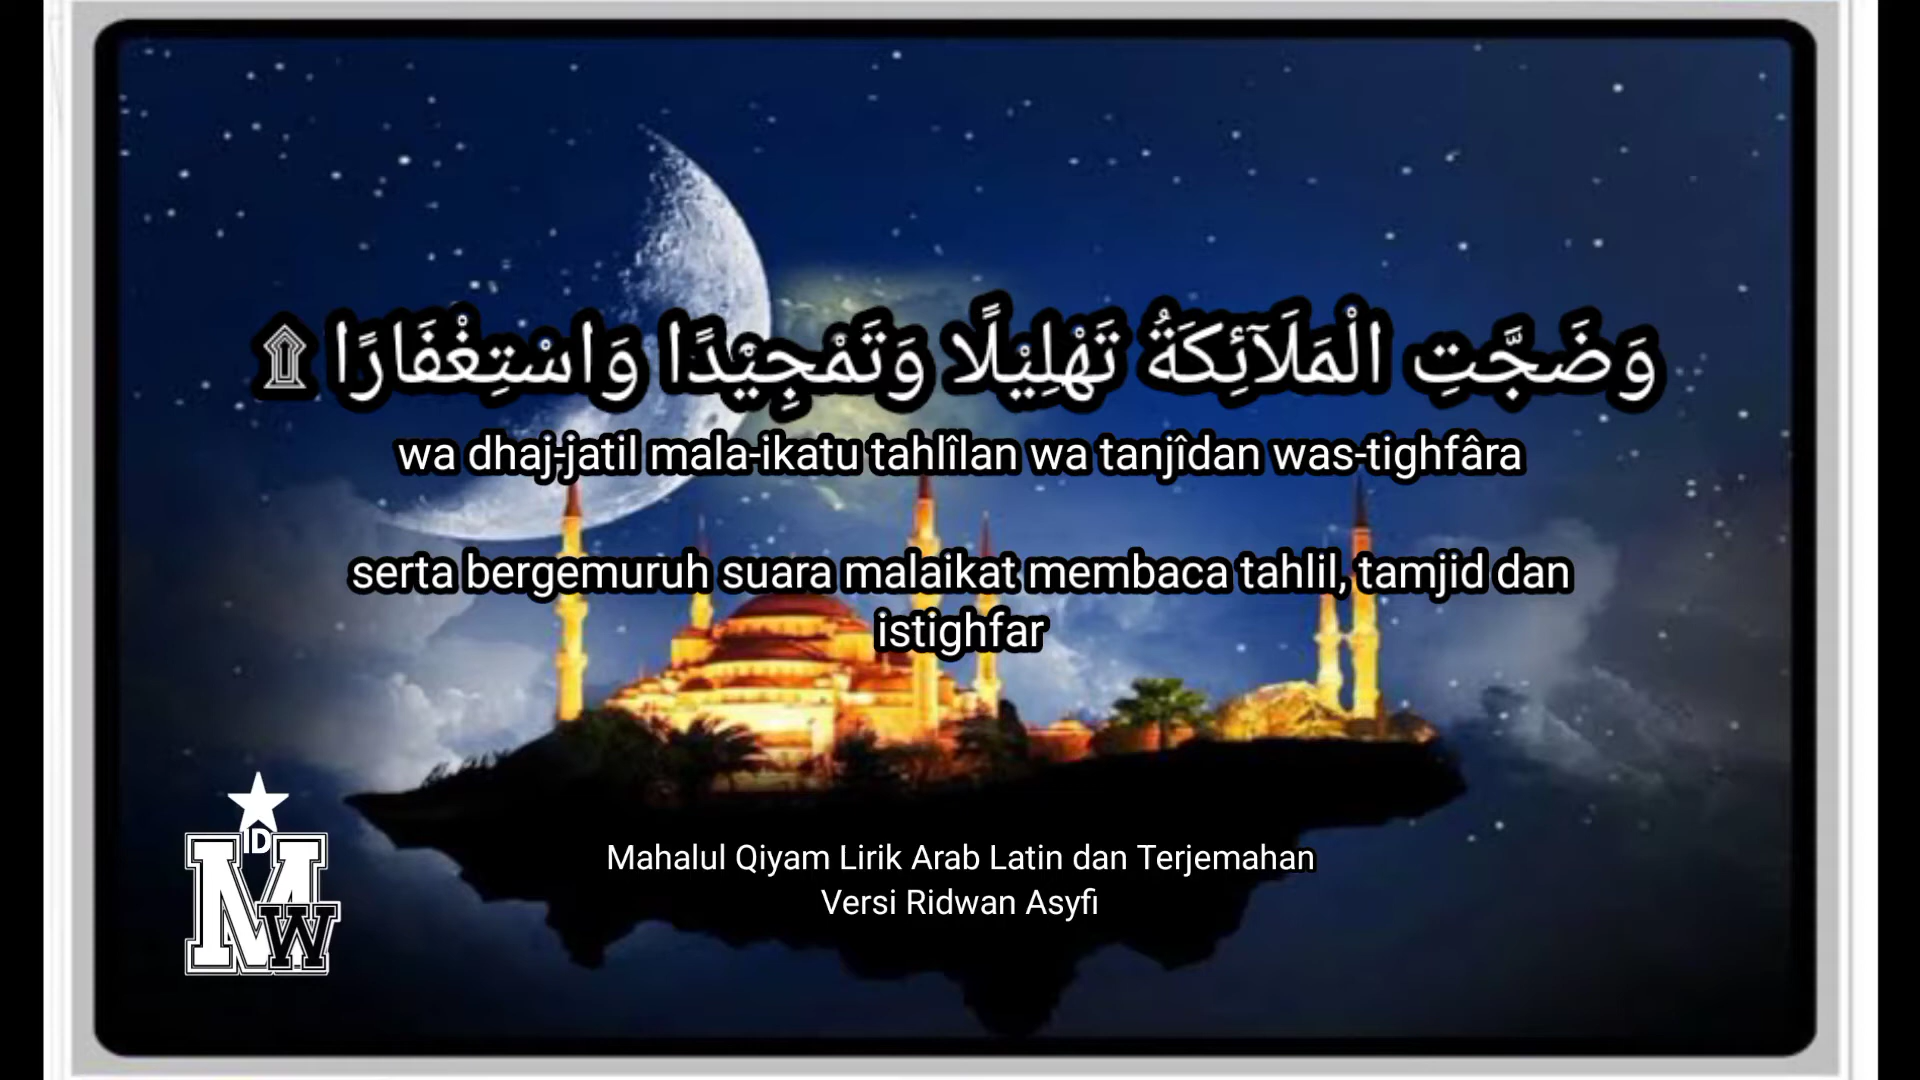 وَضَجَّتِ الْمَلَآئِكَةُ تَهْلِيْلًا وَتَمْجِيْدًا وَاسْتِغْفَارًا ۩
wa dhaj-jatil mala-ikatu tahlîlan wa tanjîdan was-tighfâra
serta bergemuruh suara malaikat membaca tahlil, tamjid dan
istighfar
Mahalul Qiyam Lirik Arab Latin dan Terjemahan
Versi Ridwan Asyfi
ID
MW